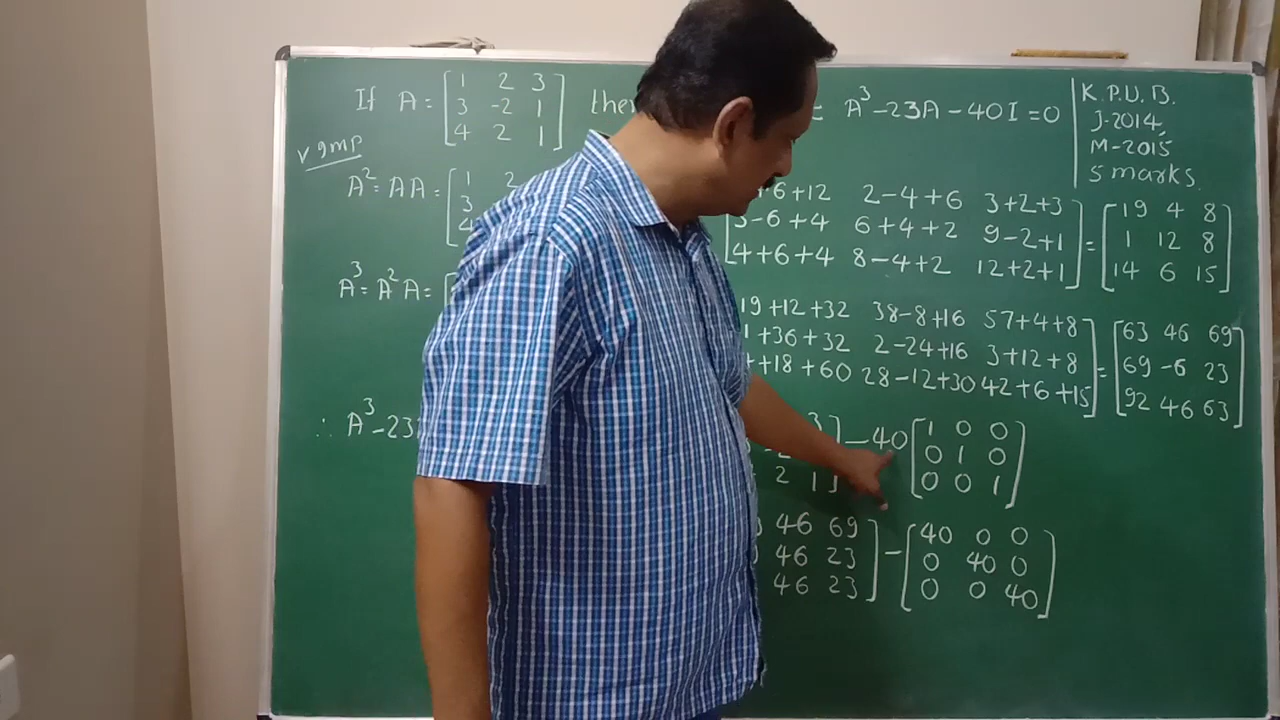 If A = [1 2 3
3 -2 1
4 2 1] A³ - 23A - 40I = 0
K.P.U.B.
J-2014
M-2015
5 marks.
v gmp
A² = AA = [1 2
3
4
+6+12 2-4+6 3+2+3
3-6+4 6+4+2 9-2+1
4+6+4 8-4+2 12+2+1] = [19 4 8
1 12 8
14 6 15]
A³ = A²A = [
19+12+32 38-8+16 57+4+8
1+36+32 2-24+16 3+12+8
+18+60 28-12+30 42+6+15] = [63 46 69
69 -6 23
92 46 63]
∴ A³ - 23
3
-2
2 1] - 40 [1 0 0
0 1 0
0 0 1]
46 69
46 23
46 23] - [40 0 0
0 40 0
0 0 40]